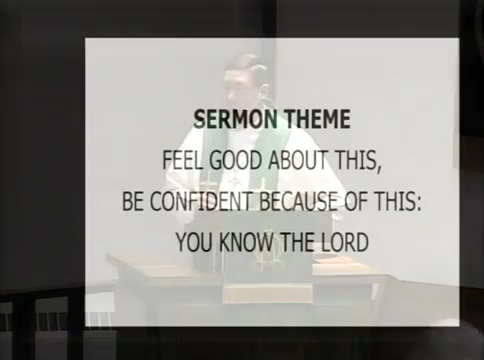 SERMON THEME
FEEL GOOD ABOUT THIS,
BE CONFIDENT BECAUSE OF THIS:
YOU KNOW THE LORD